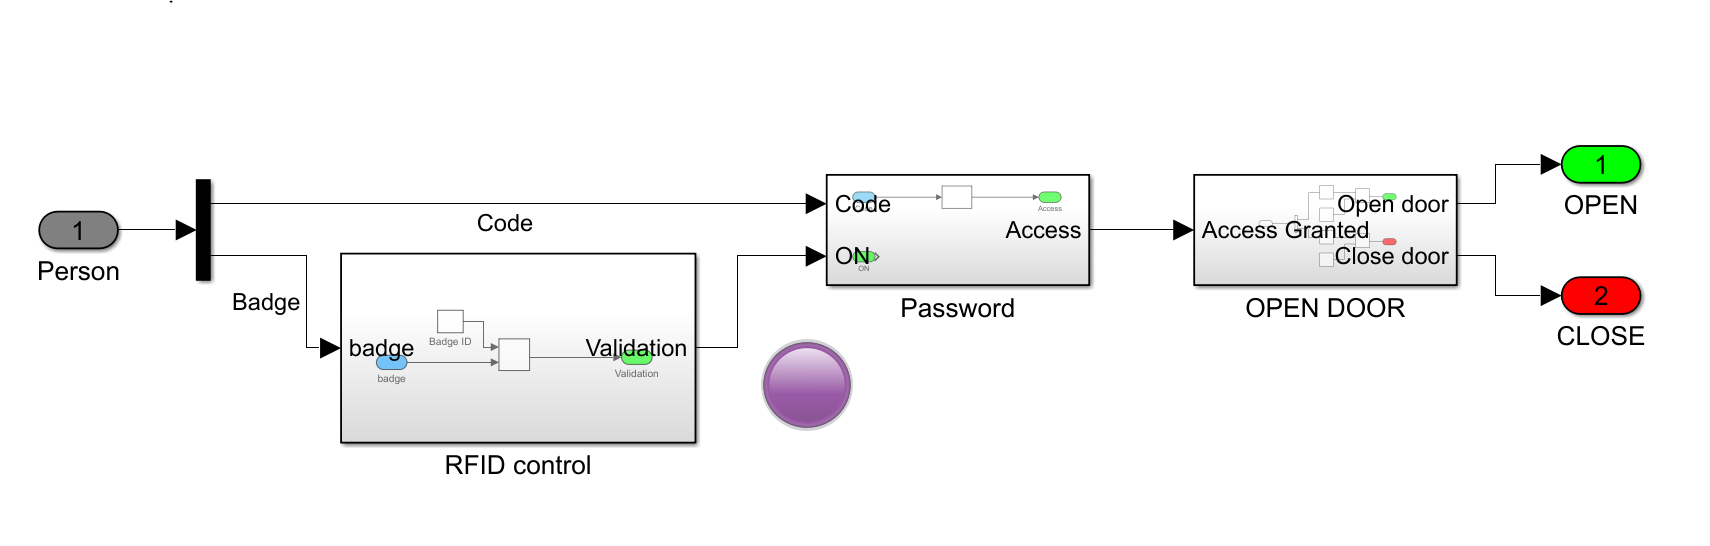 1
Person
Code
Badge
badge
Validation
Badge ID
badge
Validation
RFID control
Code
ON
Access
Access
ON
Password
Access Granted
Open door
Close door
OPEN DOOR
1
OPEN
2
CLOSE